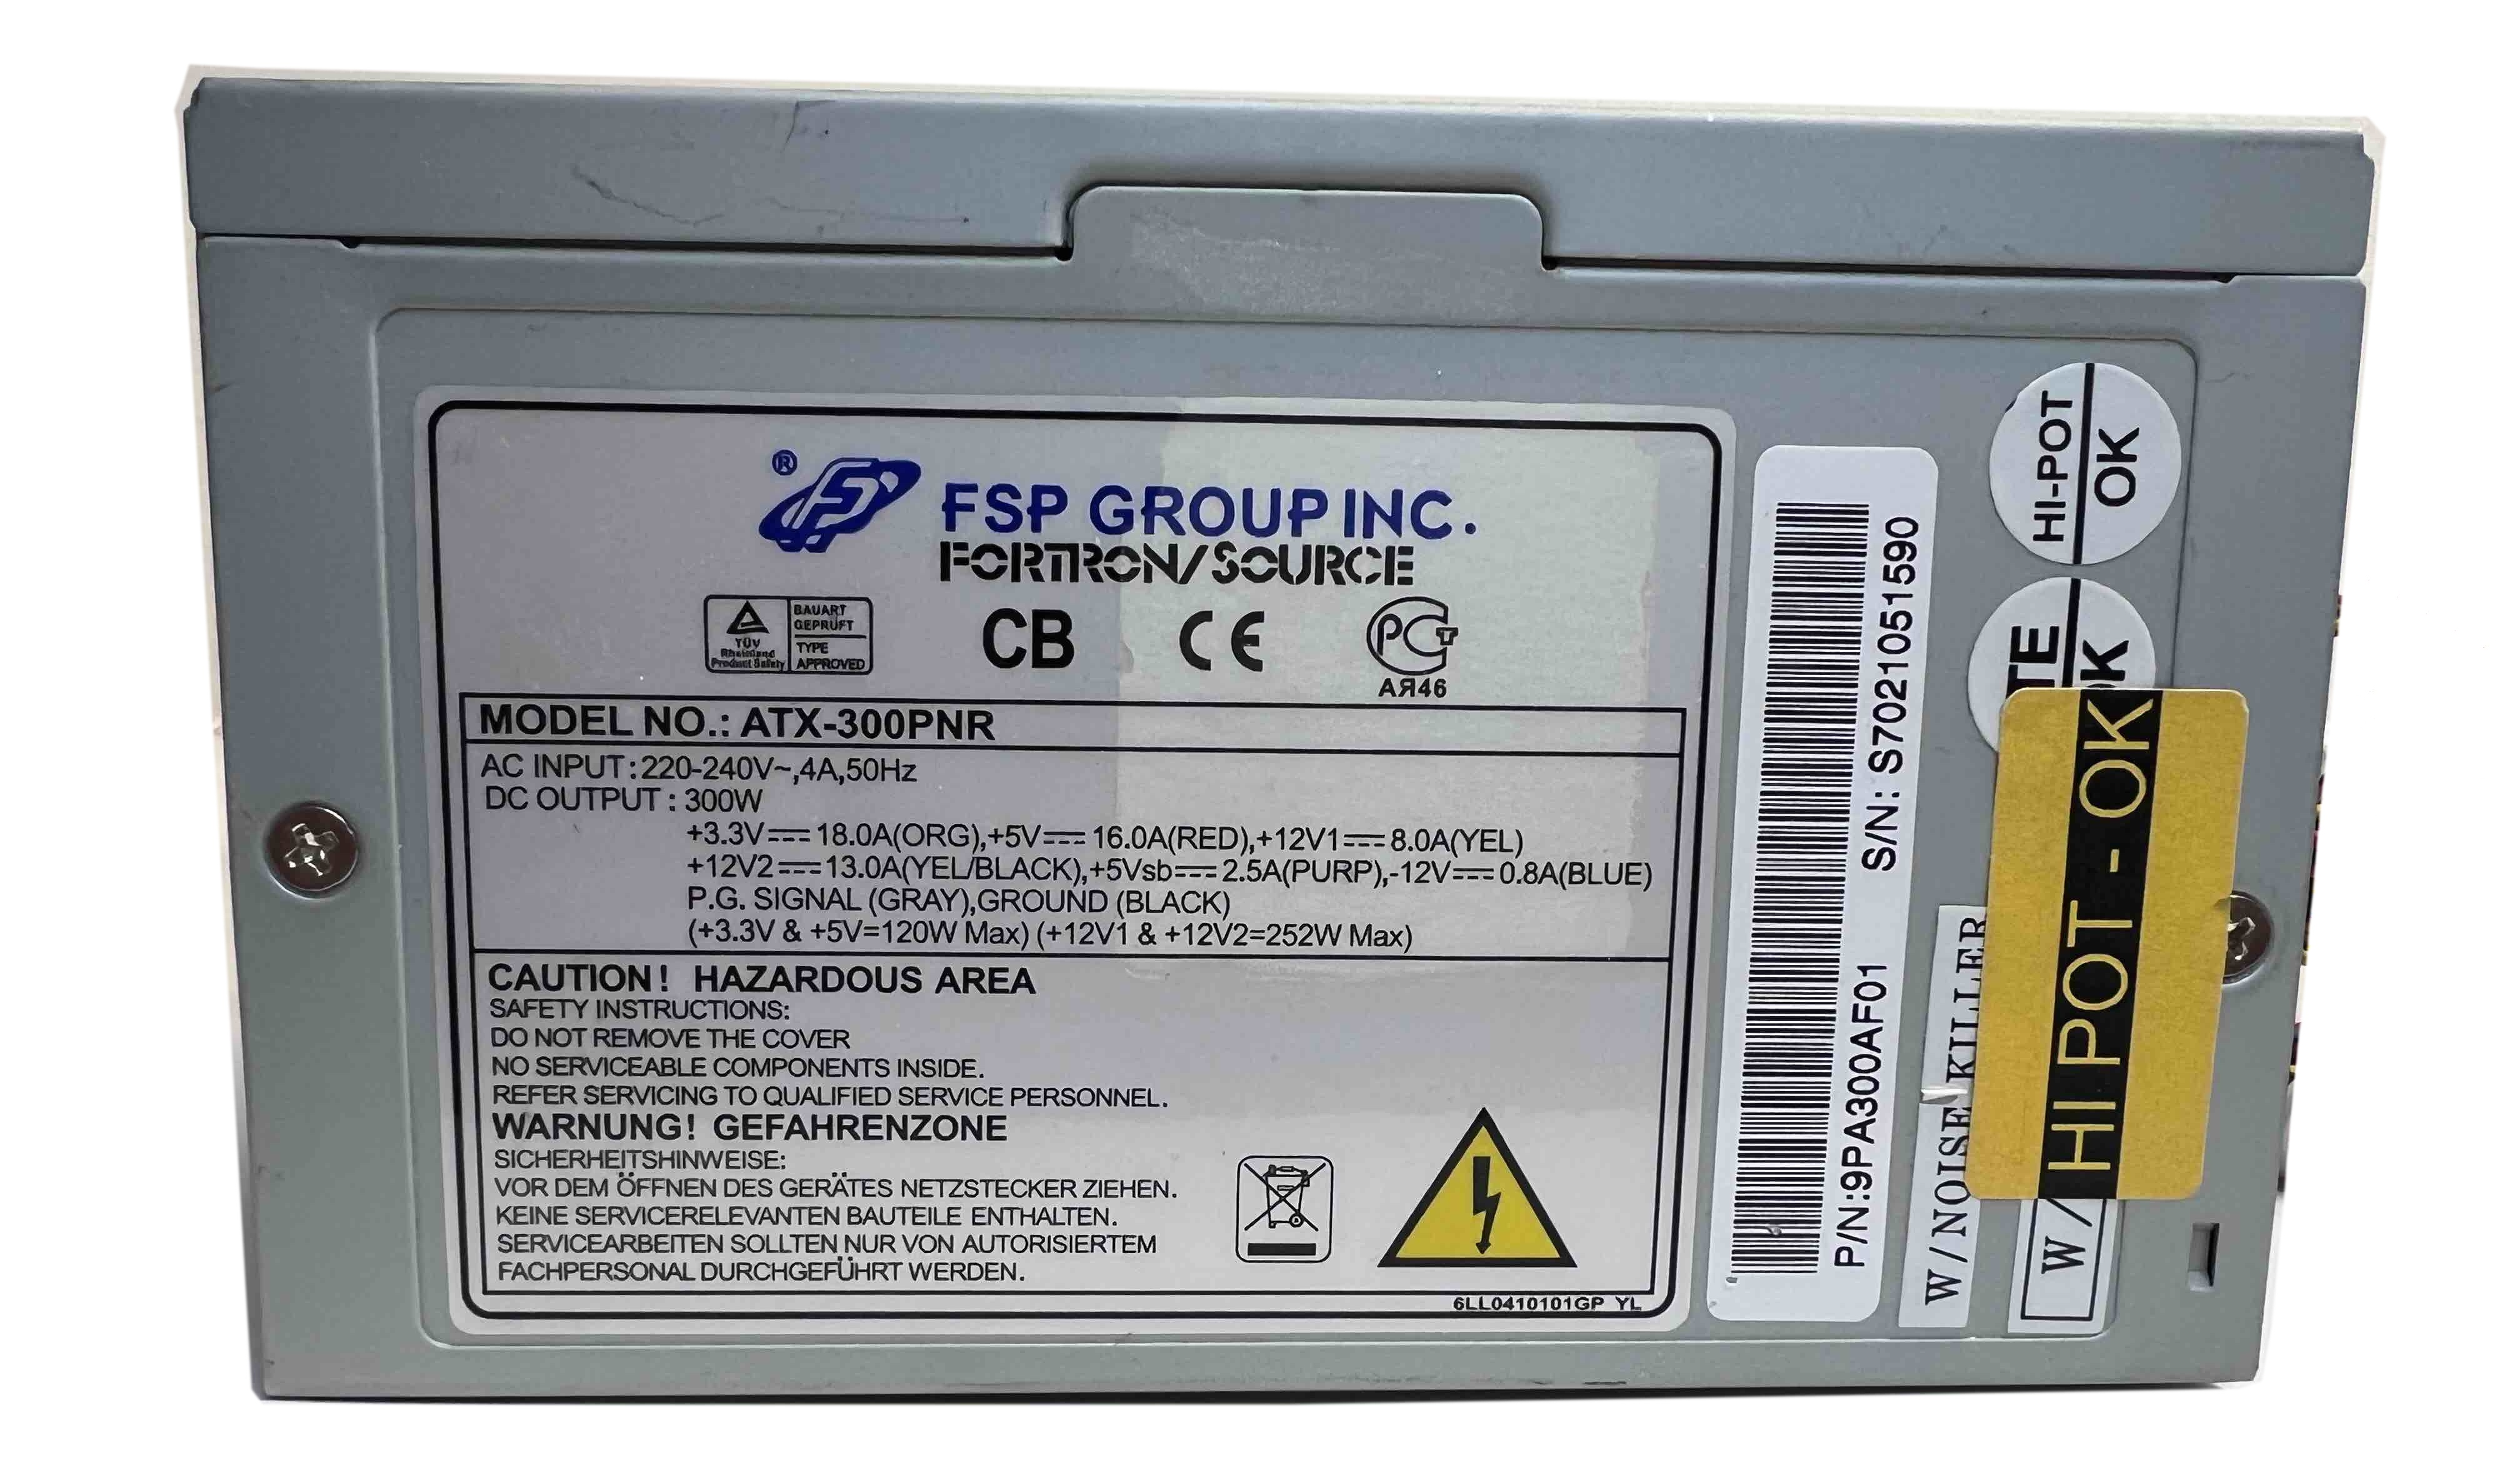 ®
FSP GROUP INC.
FORTRON/SOURCE
TÜV
Rheinland
Product Safety
BAUART
GEPRÜFT
TYPE
APPROVED
CB
CE
РСТ
АЯ46
MODEL NO.: ATX-300PNR
AC INPUT:220-240V~,4A,50Hz
DC OUTPUT : 300W
+3.3V⎓18.0A(ORG),+5V⎓16.0A(RED),+12V1⎓8.0A(YEL)
+12V2⎓13.0A(YEL/BLACK),+5Vsb⎓2.5A(PURP),-12V⎓0.8A(BLUE)
P.G. SIGNAL (GRAY),GROUND (BLACK)
(+3.3V & +5V=120W Max) (+12V1 & +12V2=252W Max)
CAUTION! HAZARDOUS AREA
SAFETY INSTRUCTIONS:
DO NOT REMOVE THE COVER
NO SERVICEABLE COMPONENTS INSIDE.
REFER SERVICING TO QUALIFIED SERVICE PERSONNEL.
WARNUNG! GEFAHRENZONE
SICHERHEITSHINWEISE:
VOR DEM ÖFFNEN DES GERÄTES NETZSTECKER ZIEHEN.
KEINE SERVICERELEVANTEN BAUTEILE ENTHALTEN.
SERVICEARBEITEN SOLLTEN NUR VON AUTORISIERTEM
FACHPERSONAL DURCHGEFÜHRT WERDEN.
6LL0410101GP YL
P/N:9PA300AF01 S/N: S7021051590
W/NOISE KILLER
HI-POT
OK
TE
OK
HI POT - OK
W/